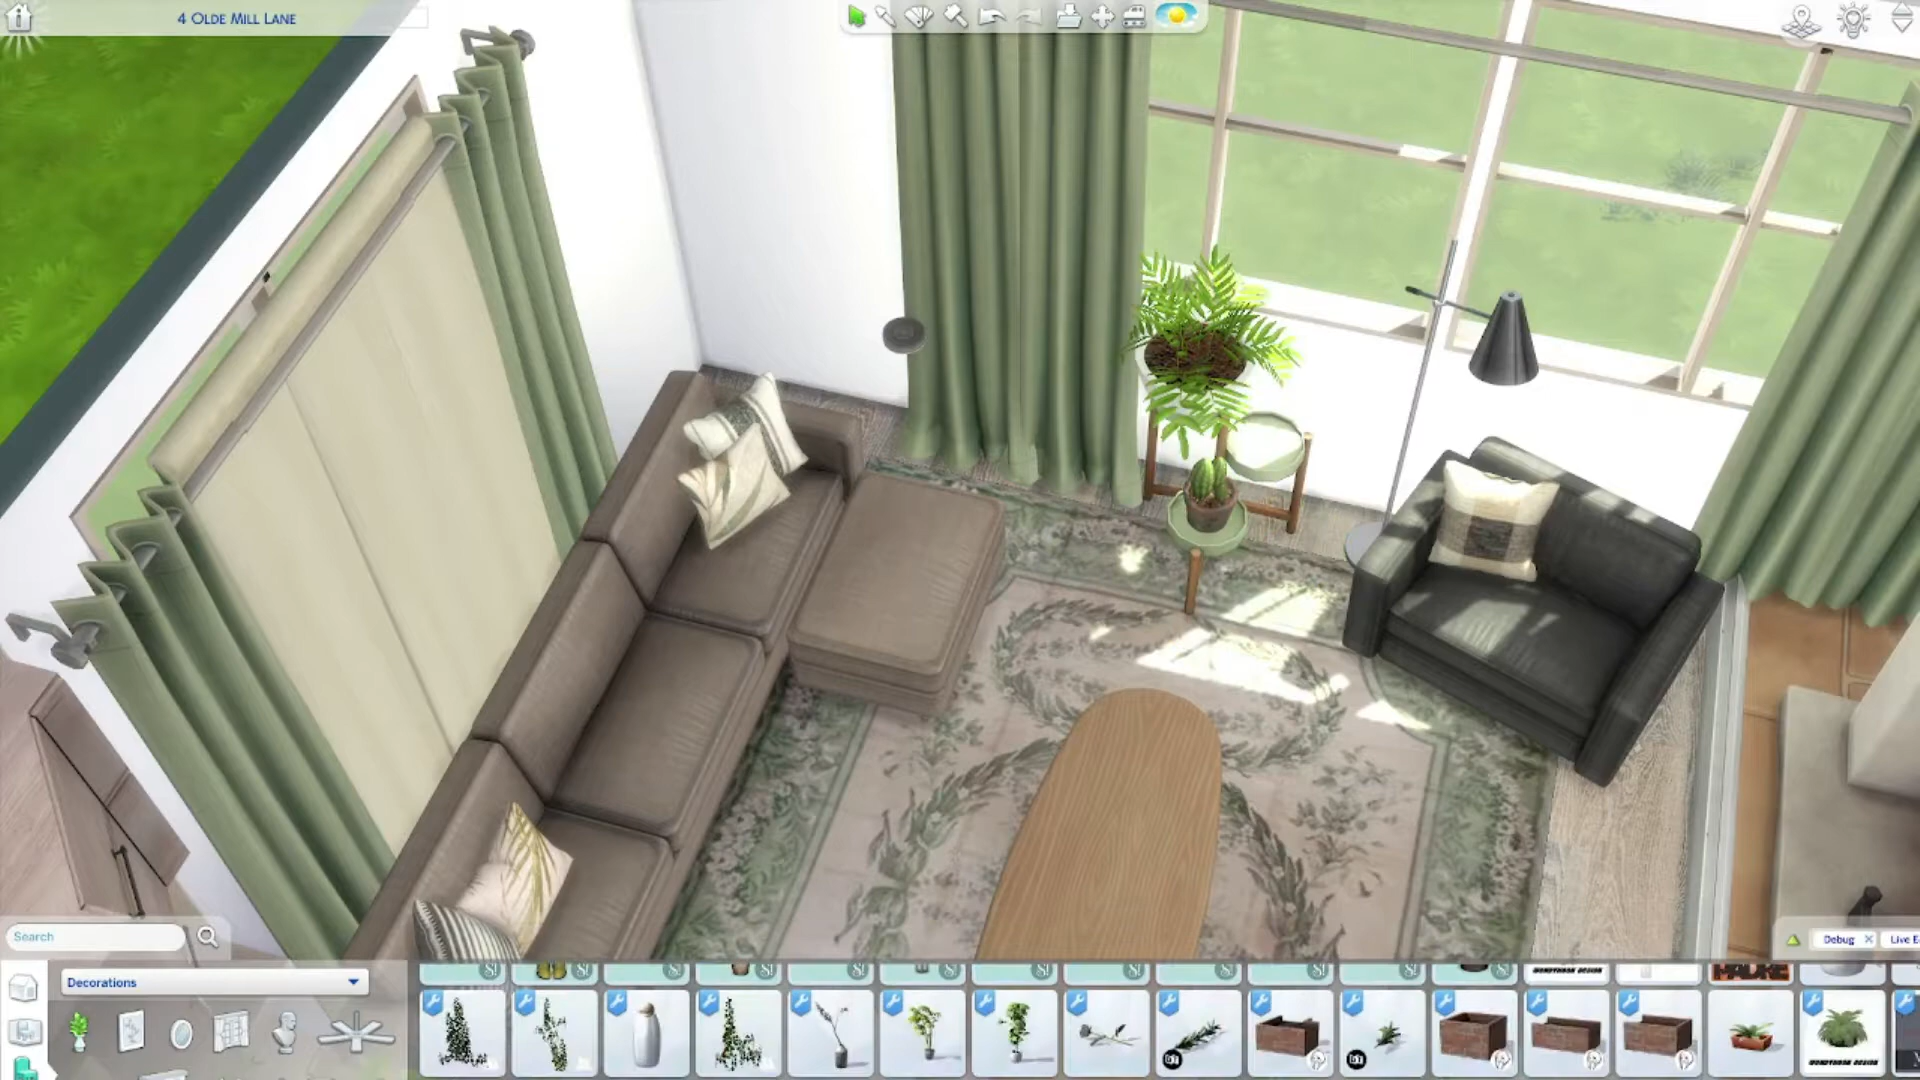 4 OLDE MILL LANE
Search
Debug
Live E
Decorations